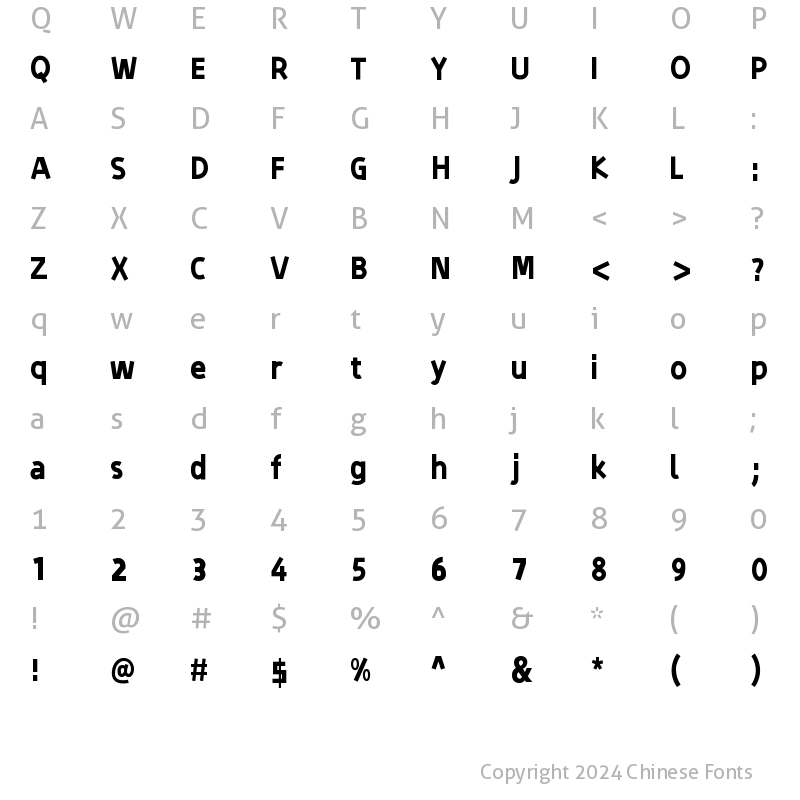 Q W E R T Y U I O P
Q W E R T Y U I O P
A S D F G H J K L :
A S D F G H J K L :
Z X C V B N M < > ?
Z X C V B N M < > ?
q w e r t y u i o p
q w e r t y u i o p
a s d f g h j k l ;
a s d f g h j k l ;
1 2 3 4 5 6 7 8 9 0
1 2 3 4 5 6 7 8 9 0
! @ # $ % ^ & * ( )
! @ # $ % ^ & * ( )
Copyright 2024 Chinese Fonts